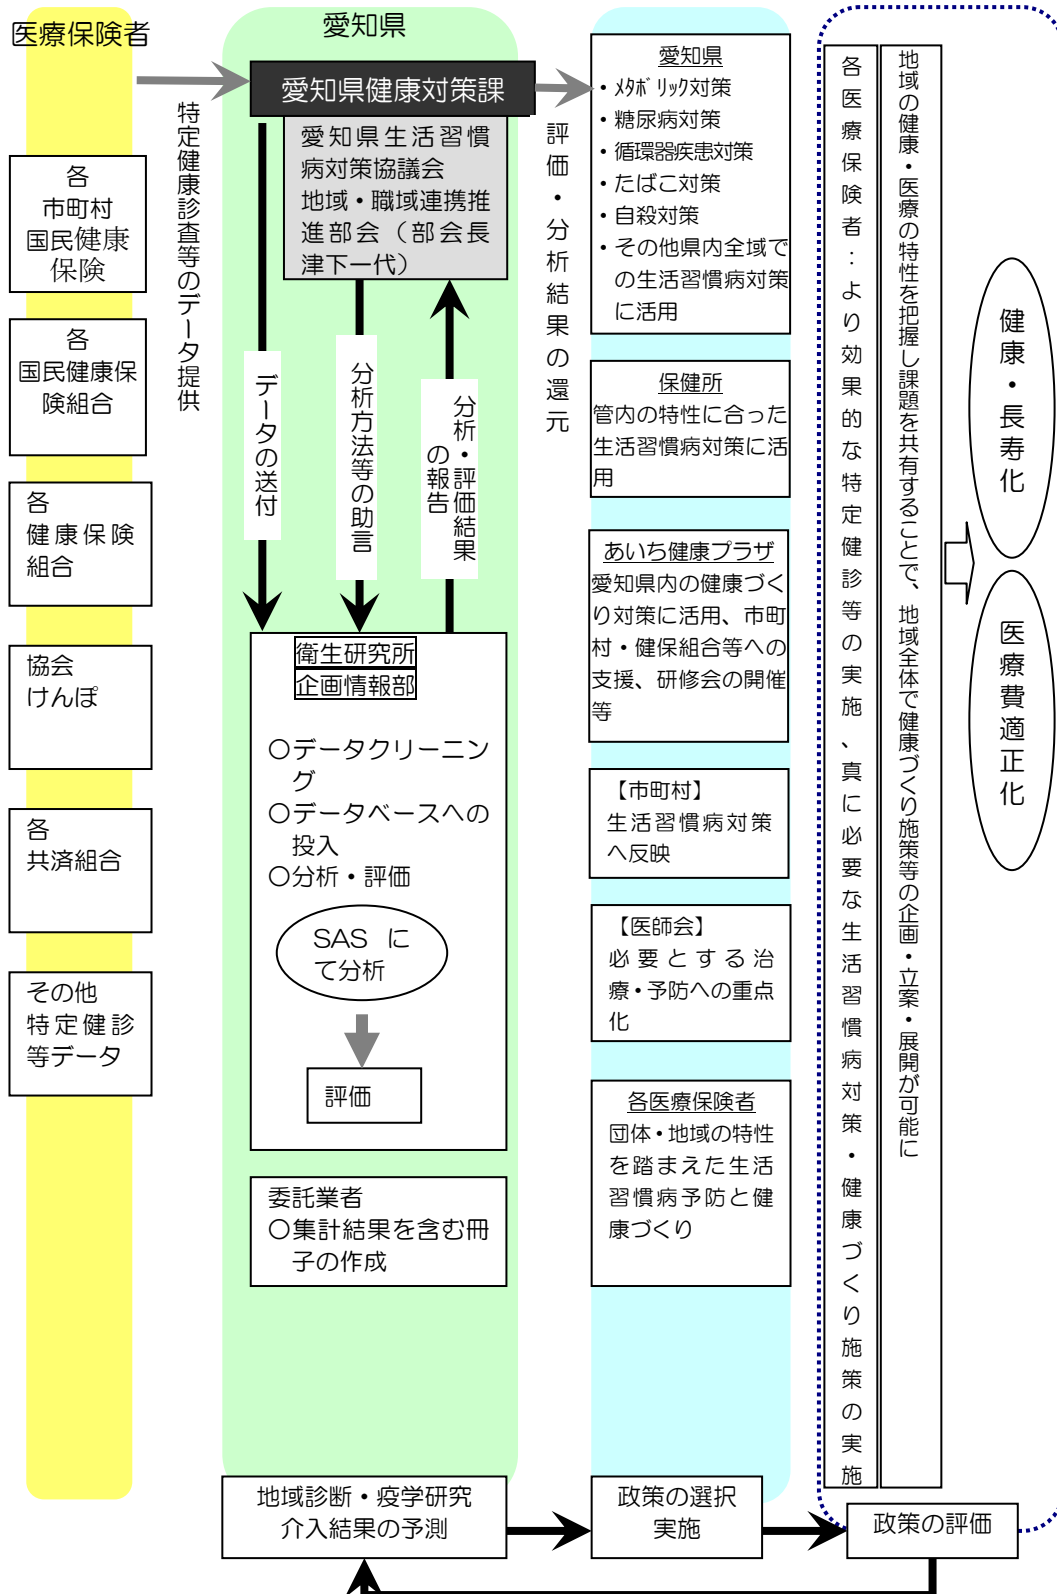 医療保険者
各
市町村
国民健康
保険
各
国民健康保
険組合
各
健康保険
組合
協会
けんぽ
各
共済組合
その他
特定健診
等データ
特定健康診査等のデータ提供
愛知県
愛知県健康対策課
愛知県生活習慣
病対策協議会
地域・職域連携推
進部会（部会長
津下一代）
データの送付
分析方法等の助言
分析・評価結果
の報告
衛生研究所
企画情報部
○データクリーニン
グ
○データベースへの
投入
○分析・評価
SAS に
て分析
評価
委託業者
○集計結果を含む冊
子の作成
評価・分析結果の還元
愛知県
・ﾒﾀﾎﾞﾘｯｸ対策
・糖尿病対策
・循環器疾患対策
・たばこ対策
・自殺対策
・その他県内全域で
の生活習慣病対策
に活用
保健所
管内の特性に合った
生活習慣病対策に活
用
あいち健康プラザ
愛知県内の健康づく
り対策に活用、市町
村・健保組合等への
支援、研修会の開催
等
【市町村】
生活習慣病対策
へ反映
【医師会】
必要とする治
療・予防への重点
化
各医療保険者
団体・地域の特性
を踏まえた生活
習慣病予防と健
康づくり
地域の健康・医療の特性を把握し課題を共有することで、地域全体で健康づくり施策等の企画・立案・展開が可能に
各医療保険者：より効果的な特定健診等の実施、真に必要な生活習慣病対策・健康づくり施策の実施
健康・長寿化
医療費適正化
地域診断・疫学研究
介入結果の予測
政策の選択
実施
政策の評価